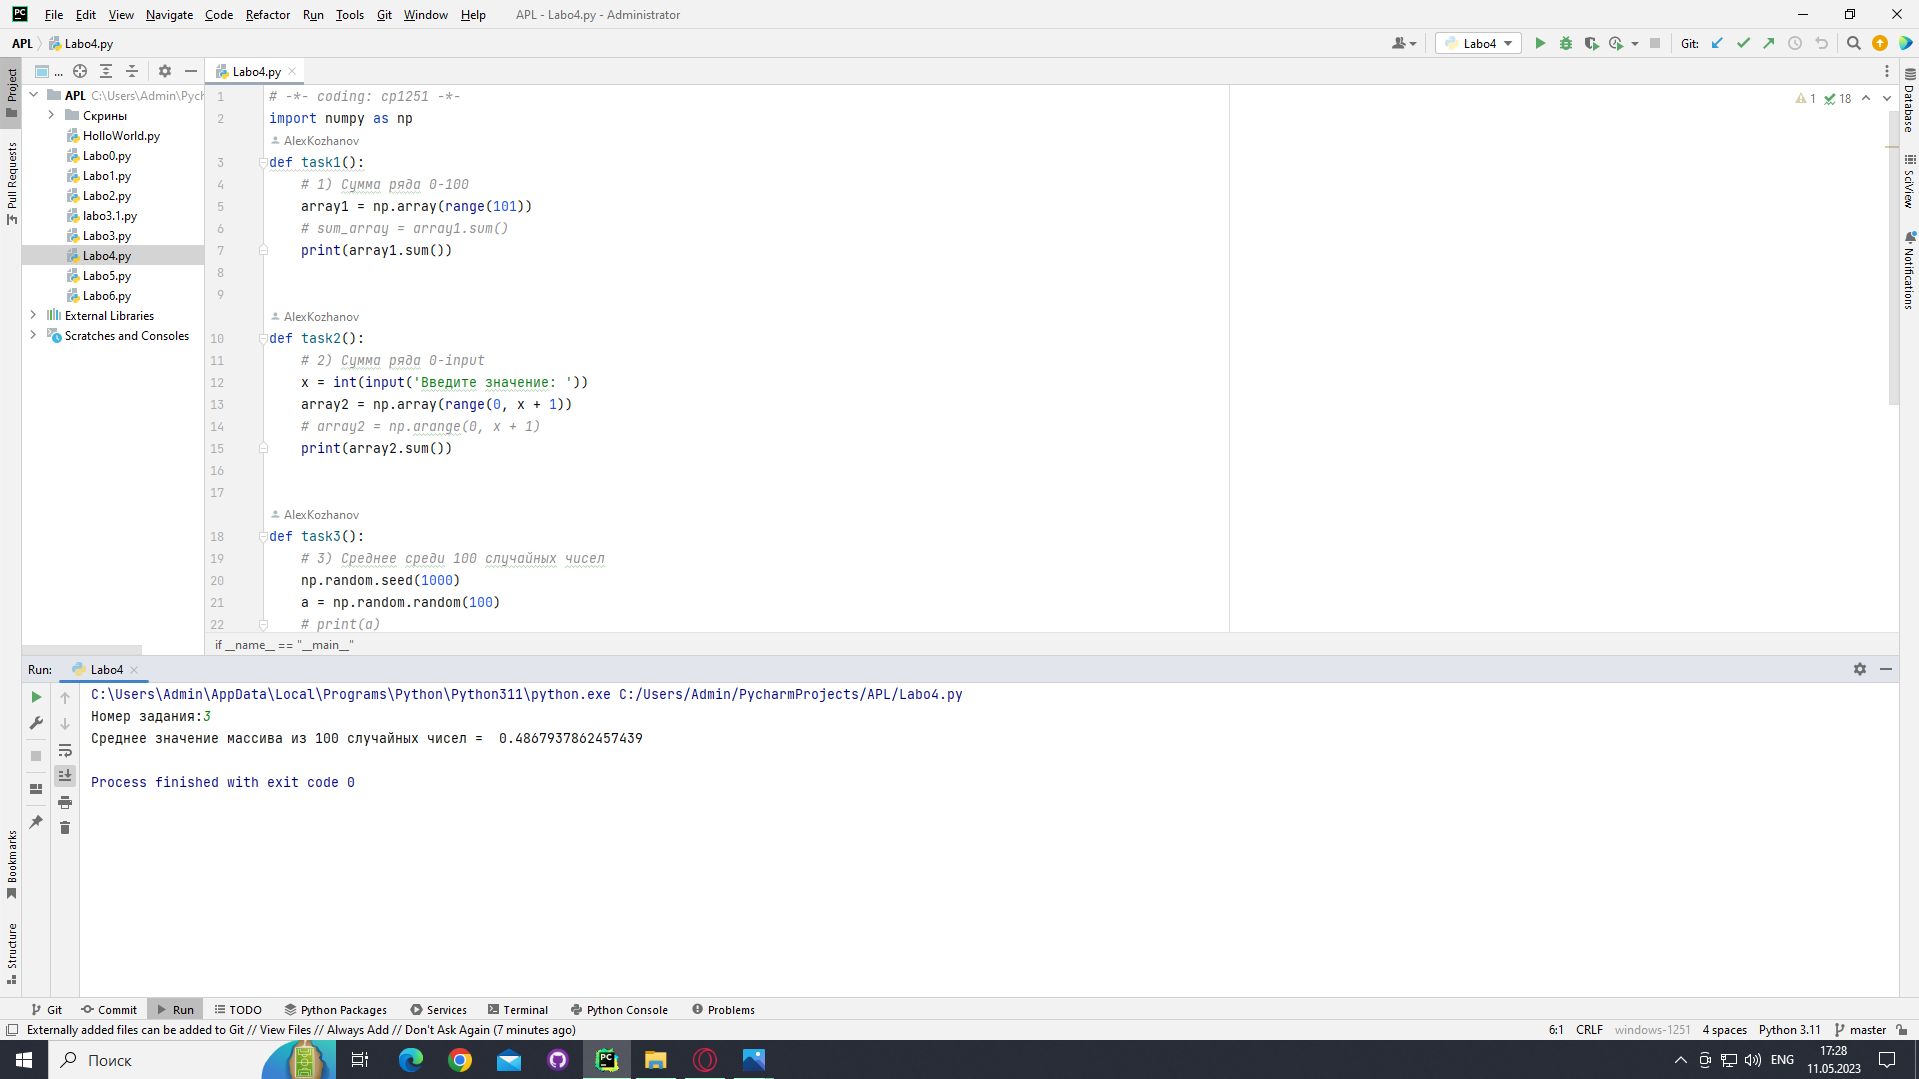 File Edit View Navigate Code Refactor Run Tools Git Window Help APL - Labo4.py - Administrator
APL Labo4.py Labo4 Git:
Project
...
Labo4.py
APL C:\Users\Admin\Pych
Скрины
HolloWorld.py
Labo0.py
Labo1.py
Labo2.py
labo3.1.py
Labo3.py
Labo4.py
Labo5.py
Labo6.py
External Libraries
Scratches and Consoles
Pull Requests
Bookmarks
Structure
1 # -*- coding: cp1251 -*-
2 import numpy as np
AlexKozhanov
3 def task1():
4 # 1) Сумма ряда 0-100
5 array1 = np.array(range(101))
6 # sum_array = array1.sum()
7 print(array1.sum())
8
9
AlexKozhanov
10 def task2():
11 # 2) Сумма ряда 0-input
12 x = int(input('Введите значение: '))
13 array2 = np.array(range(0, x + 1))
14 # array2 = np.arange(0, x + 1)
15 print(array2.sum())
16
17
AlexKozhanov
18 def task3():
19 # 3) Среднее среди 100 случайных чисел
20 np.random.seed(1000)
21 a = np.random.random(100)
22 # print(a)
if __name__ == "__main__"
1 18
Database
SciView
Notifications
Run: Labo4
C:\Users\Admin\AppData\Local\Programs\Python\Python311\python.exe C:/Users/Admin/PycharmProjects/APL/Labo4.py
Номер задания:3
Среднее значение массива из 100 случайных чисел =  0.4867937862457439
Process finished with exit code 0
Git Commit Run TODO Python Packages Services Terminal Python Console Problems
Externally added files can be added to Git // View Files // Always Add // Don't Ask Again (7 minutes ago) 6:1 CRLF windows-1251 4 spaces Python 3.11 master
Поиск
ENG
17:28
11.05.2023